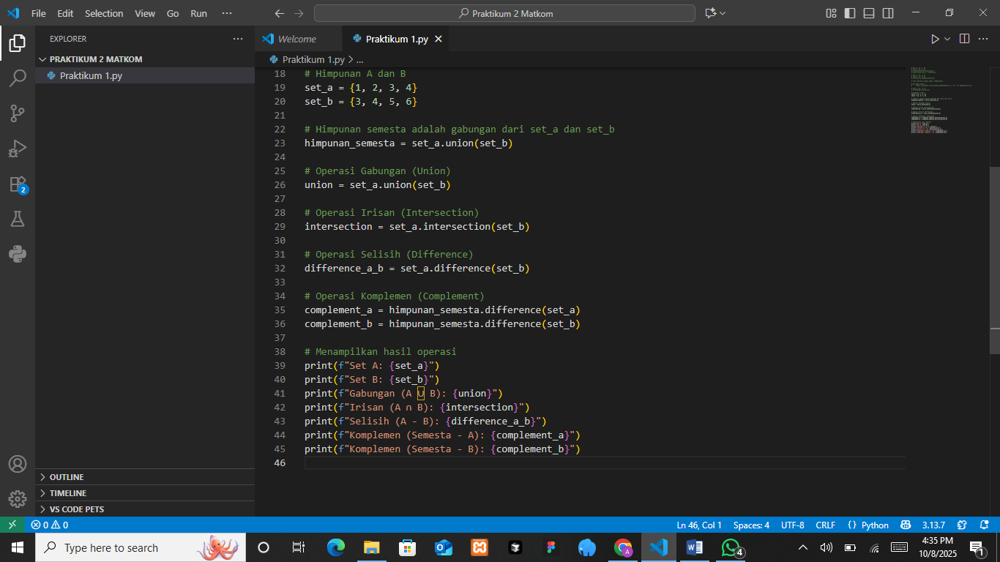 File Edit Selection View Go Run ··· Praktikum 2 Matkom
EXPLORER ···
PRAKTIKUM 2 MATKOM
Praktikum 1.py
OUTLINE
TIMELINE
VS CODE PETS
Welcome Praktikum 1.py
Praktikum 1.py > ...
18 # Himpunan A dan B
19 set_a = {1, 2, 3, 4}
20 set_b = {3, 4, 5, 6}
21
22 # Himpunan semesta adalah gabungan dari set_a dan set_b
23 himpunan_semesta = set_a.union(set_b)
24
25 # Operasi Gabungan (Union)
26 union = set_a.union(set_b)
27
28 # Operasi Irisan (Intersection)
29 intersection = set_a.intersection(set_b)
30
31 # Operasi Selisih (Difference)
32 difference_a_b = set_a.difference(set_b)
33
34 # Operasi Komplemen (Complement)
35 complement_a = himpunan_semesta.difference(set_a)
36 complement_b = himpunan_semesta.difference(set_b)
37
38 # Menampilkan hasil operasi
39 print(f"Set A: {set_a}")
40 print(f"Set B: {set_b}")
41 print(f"Gabungan (A ∪ B): {union}")
42 print(f"Irisan (A ∩ B): {intersection}")
43 print(f"Selisih (A - B): {difference_a_b}")
44 print(f"Komplemen (Semesta - A): {complement_a}")
45 print(f"Komplemen (Semesta - B): {complement_b}")
46
2
0 0 Ln 46, Col 1 Spaces: 4 UTF-8 CRLF {} Python 3.13.7
Type here to search
A
4
4:35 PM
10/8/2025
1